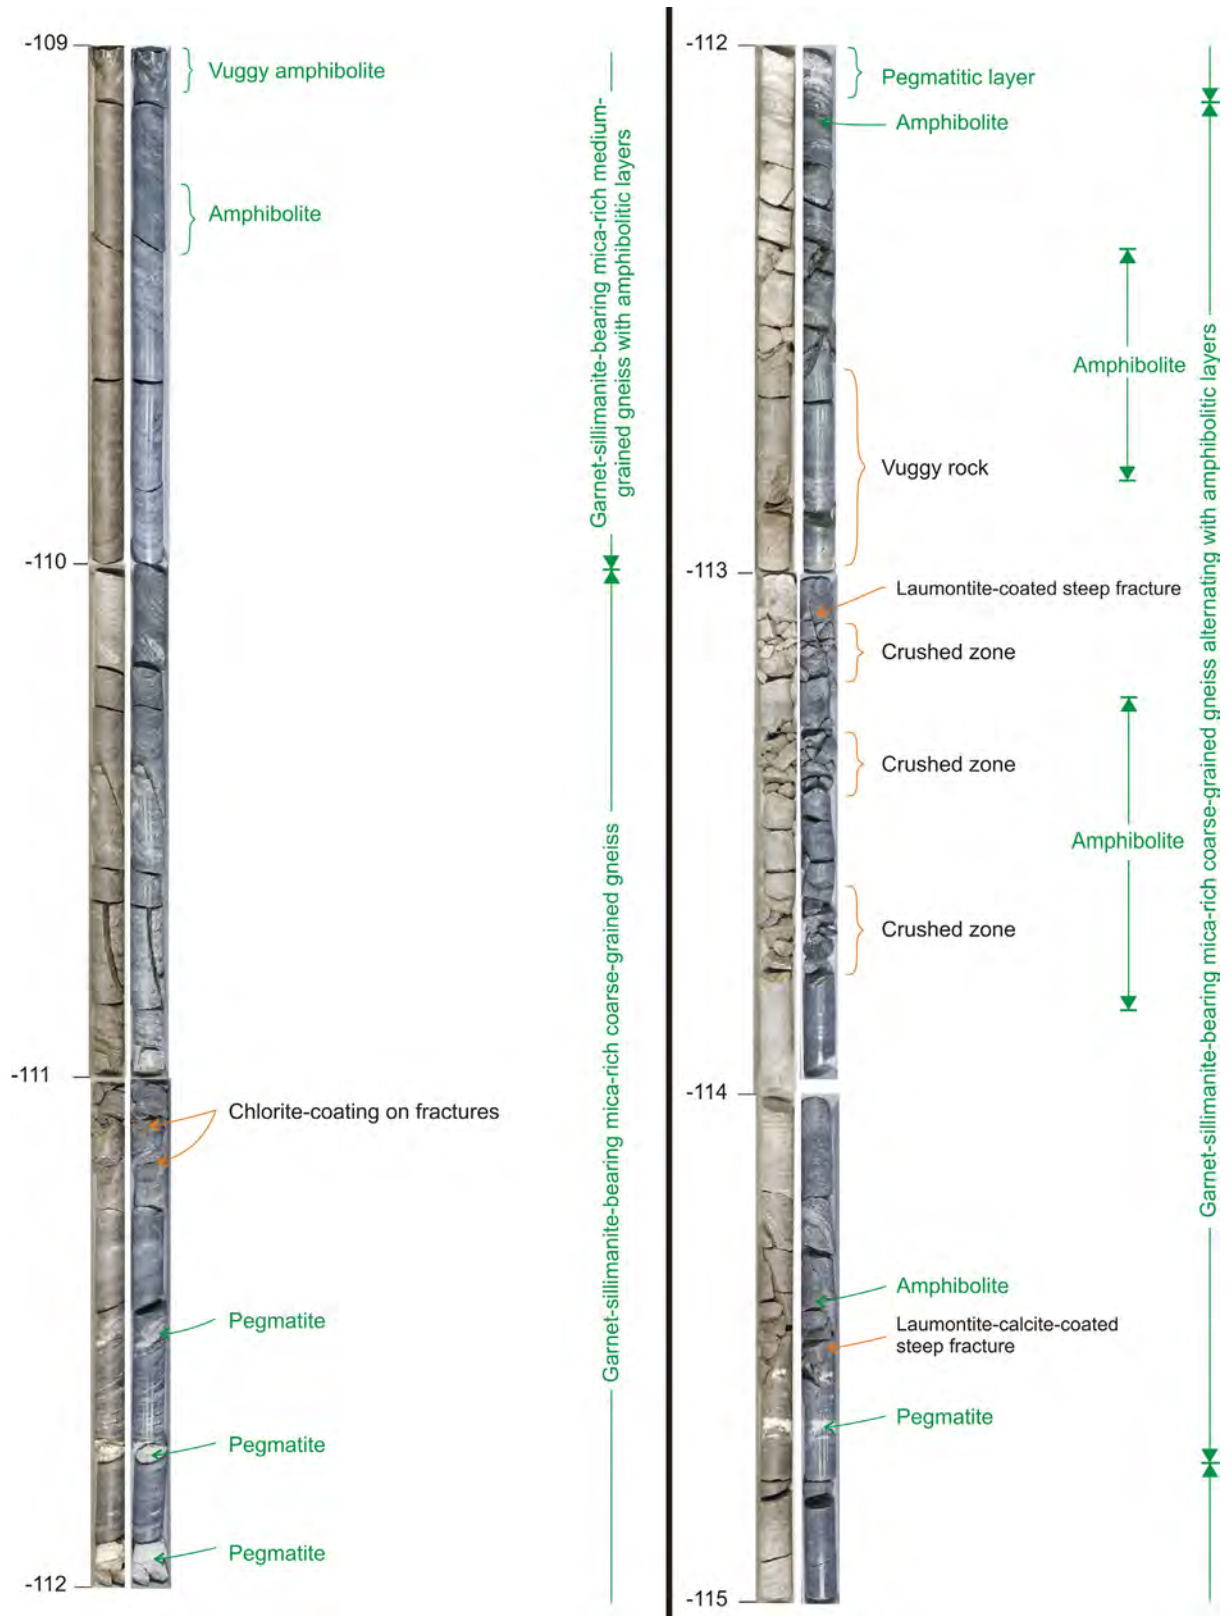 -109
Vuggy amphibolite
Amphibolite
-110
-111
Chlorite-coating on fractures
Pegmatite
Pegmatite
Pegmatite
-112
Garnet-sillimanite-bearing mica-rich medium-
grained gneiss with amphibolitic layers
Garnet-sillimanite-bearing mica-rich coarse-grained gneiss
-112
Pegmatitic layer
Amphibolite
Amphibolite
Vuggy rock
-113
Laumontite-coated steep fracture
Crushed zone
Crushed zone
Amphibolite
Crushed zone
-114
Amphibolite
Laumontite-calcite-coated
steep fracture
Pegmatite
-115
Garnet-sillimanite-bearing mica-rich coarse-grained gneiss alternating with amphibolitic layers